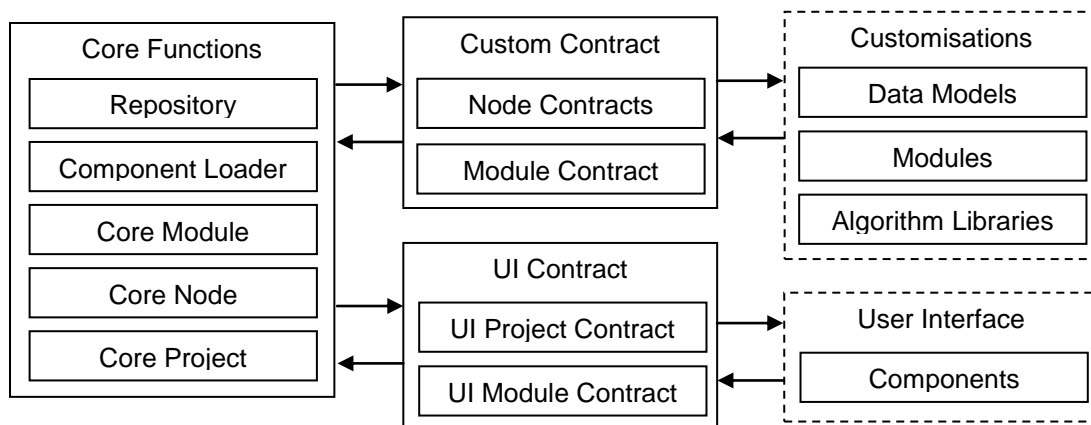 Core Functions
Repository
Component Loader
Core Module
Core Node
Core Project
Custom Contract
Node Contracts
Module Contract
UI Contract
UI Project Contract
UI Module Contract
Customisations
Data Models
Modules
Algorithm Libraries
User Interface
Components